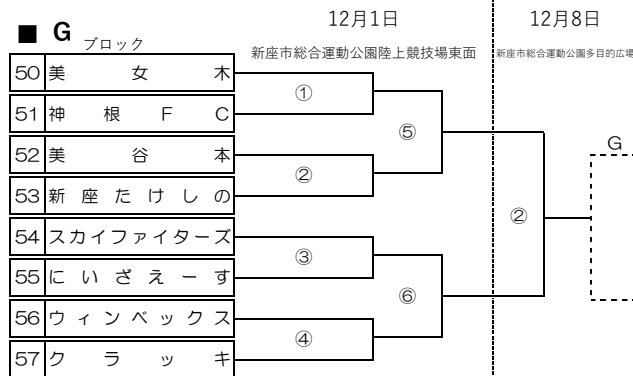 ■ G ブロック
12月1日
12月8日
新座市総合運動公園陸上競技場東面
新座市総合運動公園多目的広場
50 美女木
①
51 神根FC
⑤
52 美谷本
②
53 新座たけしの
G
②
54 スカイファイターズ
③
55 にいざえーす
⑥
56 ウィンベックス
④
57 クラッキ